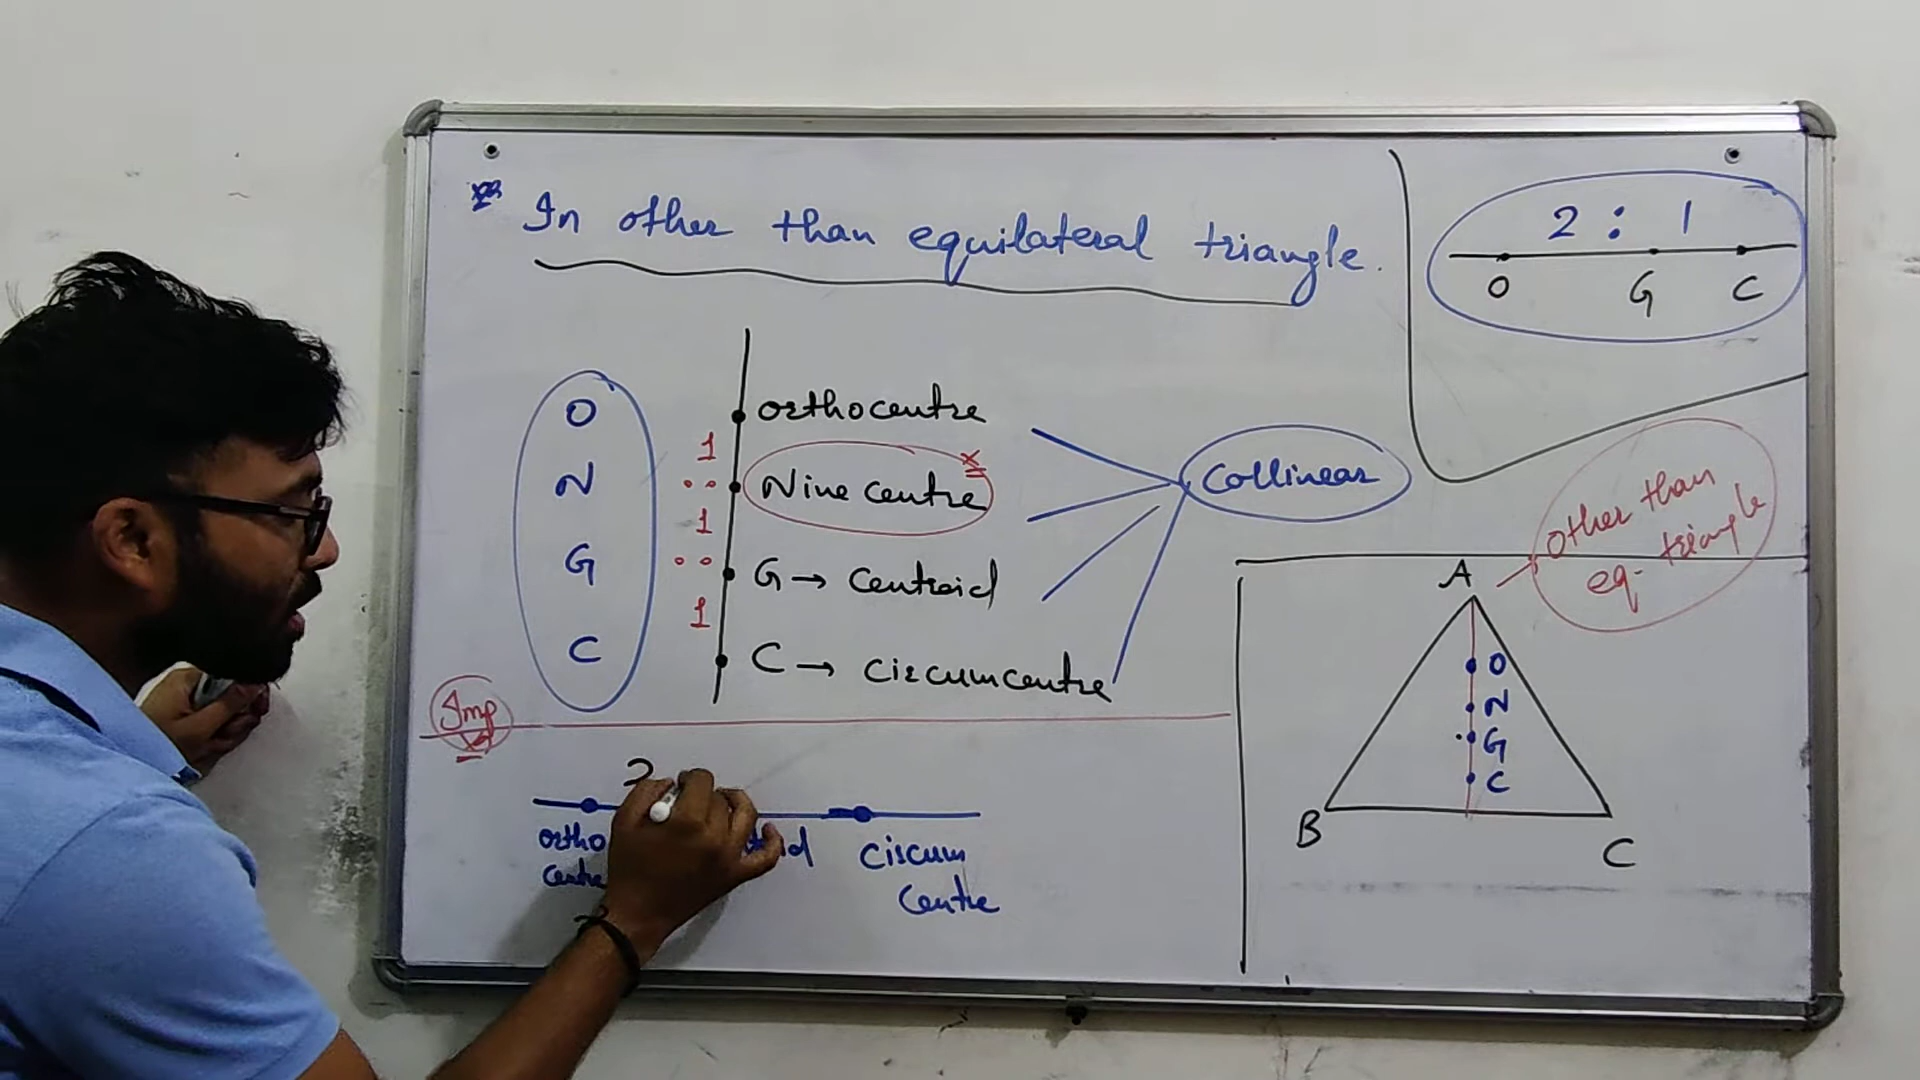 In other than equilateral triangle.
2 : 1
O G C
O
N
G
C
orthocentre
1
: Nine centre
1
: G → Centroid
1
C → Circumcentre
Collinear
other than
eq. triangle
A
O
N
G
C
B
C
Imp
2
ortho
centre
Circum
Centre